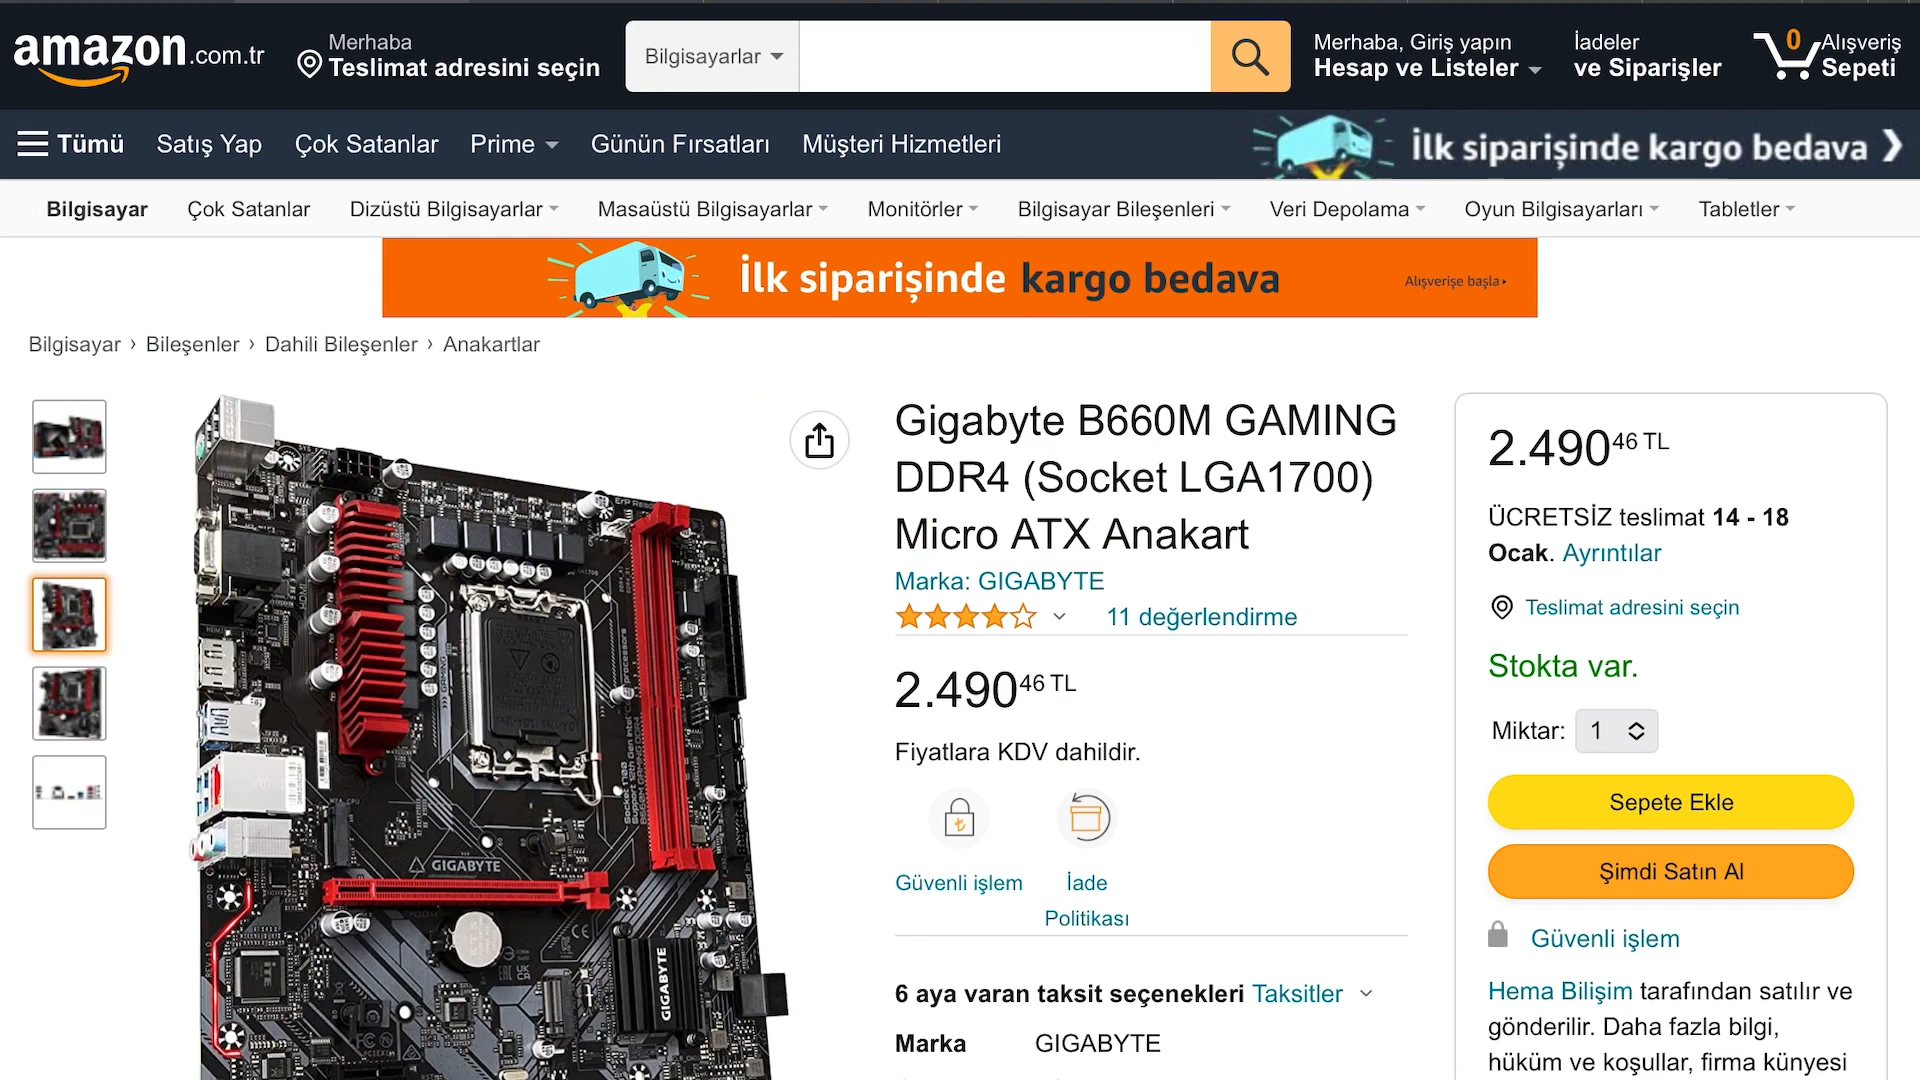 amazon.com.tr
Merhaba
Teslimat adresini seçin
Bilgisayarlar
Merhaba, Giriş yapın
Hesap ve Listeler
İadeler
ve Siparişler
0
Alışveriş
Sepeti
Tümü
Satış Yap
Çok Satanlar
Prime
Günün Fırsatları
Müşteri Hizmetleri
İlk siparişinde kargo bedava
Bilgisayar
Çok Satanlar
Dizüstü Bilgisayarlar
Masaüstü Bilgisayarlar
Monitörler
Bilgisayar Bileşenleri
Veri Depolama
Oyun Bilgisayarları
Tabletler
İlk siparişinde kargo bedava
Alışverişe başla
Bilgisayar › Bileşenler › Dahili Bileşenler › Anakartlar
GIGABYTE
GIGABYTE
GAMING
HDMI
AUDIO
Gigabyte B660M GAMING
DDR4 (Socket LGA1700)
Micro ATX Anakart
Marka: GIGABYTE
11 değerlendirme
2.49046 TL
Fiyatlara KDV dahildir.
Güvenli işlem
İade
Politikası
6 aya varan taksit seçenekleri Taksitler
Marka GIGABYTE
2.49046 TL
ÜCRETSİZ teslimat 14 - 18
Ocak. Ayrıntılar
Teslimat adresini seçin
Stokta var.
Miktar: 1
Sepete Ekle
Şimdi Satın Al
Güvenli işlem
Hema Bilişim tarafından satılır ve
gönderilir. Daha fazla bilgi,
hüküm ve koşullar, firma künyesi